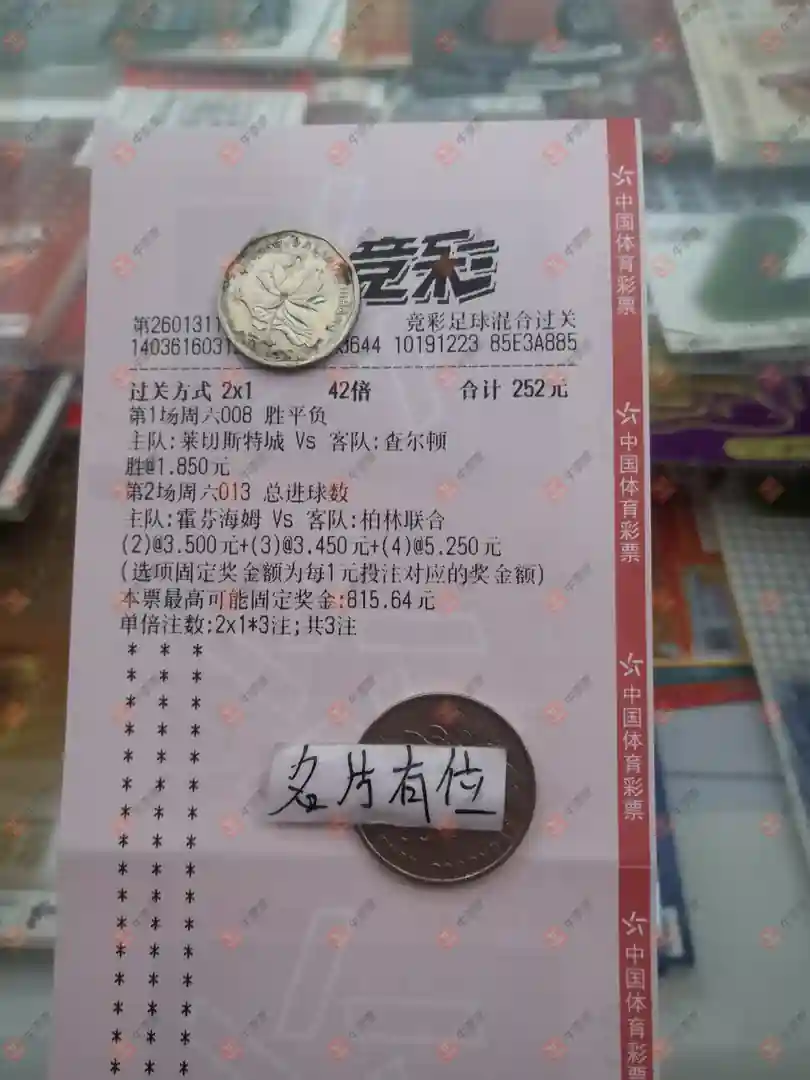 竞彩
第2601311 竞彩足球混合过关
140361603 3644 10191223 85E3A885
过关方式 2x1 42倍 合计 252元
第1场周六008 胜平负
主队:莱切斯特城 Vs 客队:查尔顿
胜@1.850元
第2场周六013 总进球数
主队:霍芬海姆 Vs 客队:柏林联合
(2)@3.500元+(3)@3.450元+(4)@5.250元
(选项固定奖金额为每1元投注对应的奖金额)
本票最高可能固定奖金:815.64元
单倍注数:2x1*3注;共3注
名片有位
中国体育彩票
中国体育彩票
中国体育彩票
中国体育彩票